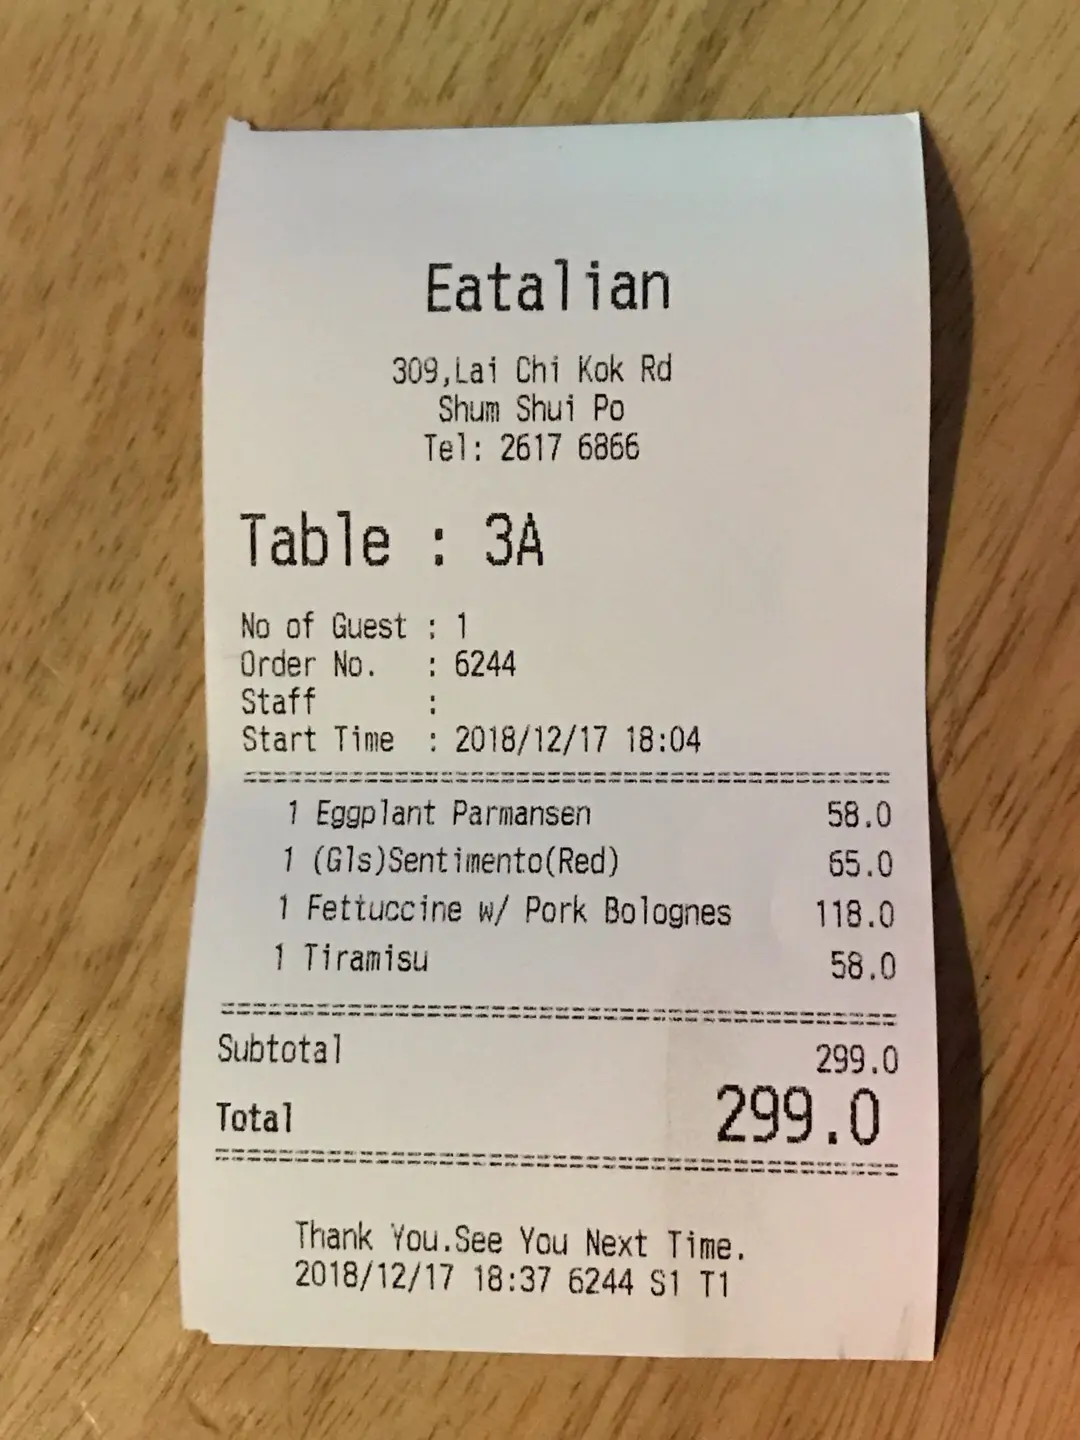 Eatalian
309,Lai Chi Kok Rd
Shum Shui Po
Tel: 2617 6866
Table : 3A
No of Guest : 1
Order No. : 6244
Staff :
Start Time : 2018/12/17 18:04
1 Eggplant Parmansen 58.0
1 (Gls)Sentimento(Red) 65.0
1 Fettuccine w/ Pork Bolognes 118.0
1 Tiramisu 58.0
Subtotal 299.0
Total 299.0
Thank You.See You Next Time.
2018/12/17 18:37 6244 S1 T1